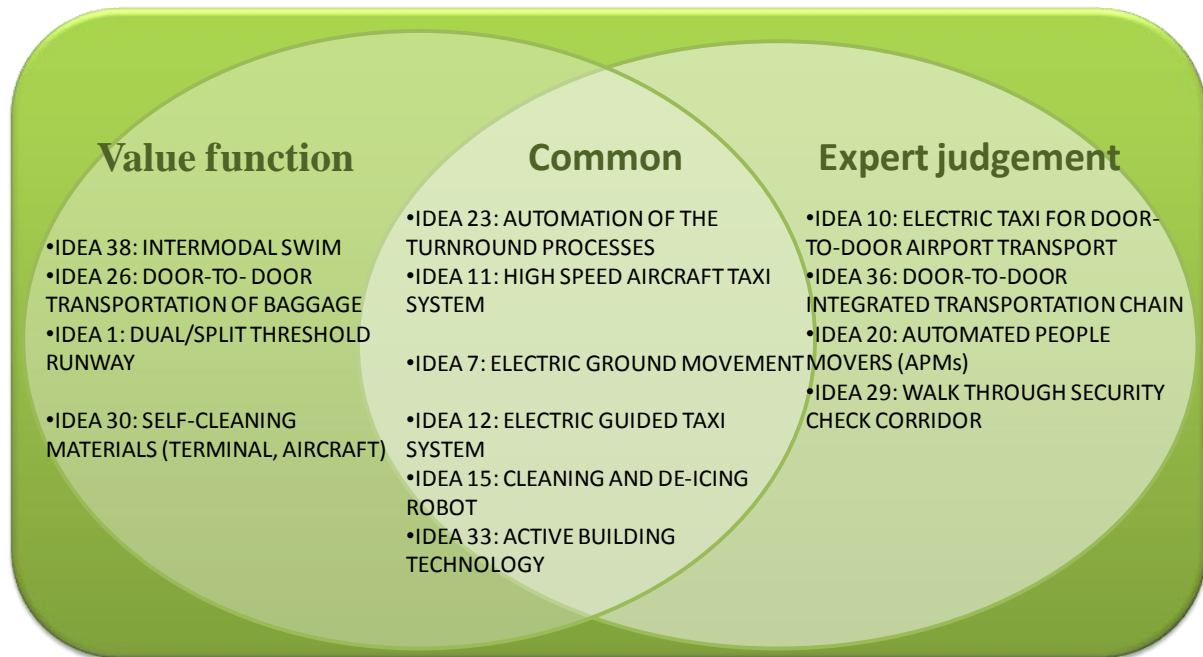 Value function
•IDEA 38: INTERMODAL SWIM
•IDEA 26: DOOR-TO- DOOR
TRANSPORTATION OF BAGGAGE
•IDEA 1: DUAL/SPLIT THRESHOLD
RUNWAY
•IDEA 30: SELF-CLEANING
MATERIALS (TERMINAL, AIRCRAFT)
Common
•IDEA 23: AUTOMATION OF THE
TURNROUND PROCESSES
•IDEA 11: HIGH SPEED AIRCRAFT TAXI
SYSTEM
•IDEA 7: ELECTRIC GROUND MOVEMENT
•IDEA 12: ELECTRIC GUIDED TAXI
SYSTEM
•IDEA 15: CLEANING AND DE-ICING
ROBOT
•IDEA 33: ACTIVE BUILDING
TECHNOLOGY
Expert judgement
•IDEA 10: ELECTRIC TAXI FOR DOOR-
TO-DOOR AIRPORT TRANSPORT
•IDEA 36: DOOR-TO-DOOR
INTEGRATED TRANSPORTATION CHAIN
•IDEA 20: AUTOMATED PEOPLE
MOVERS (APMs)
•IDEA 29: WALK THROUGH SECURITY
CHECK CORRIDOR